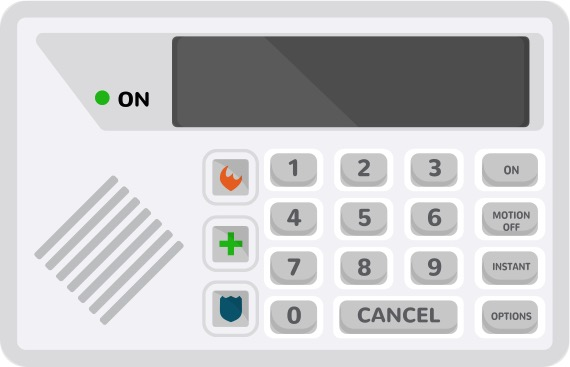 ON
1 2 3 ON
4 5 6 MOTION
OFF
7 8 9 INSTANT
0 CANCEL OPTIONS